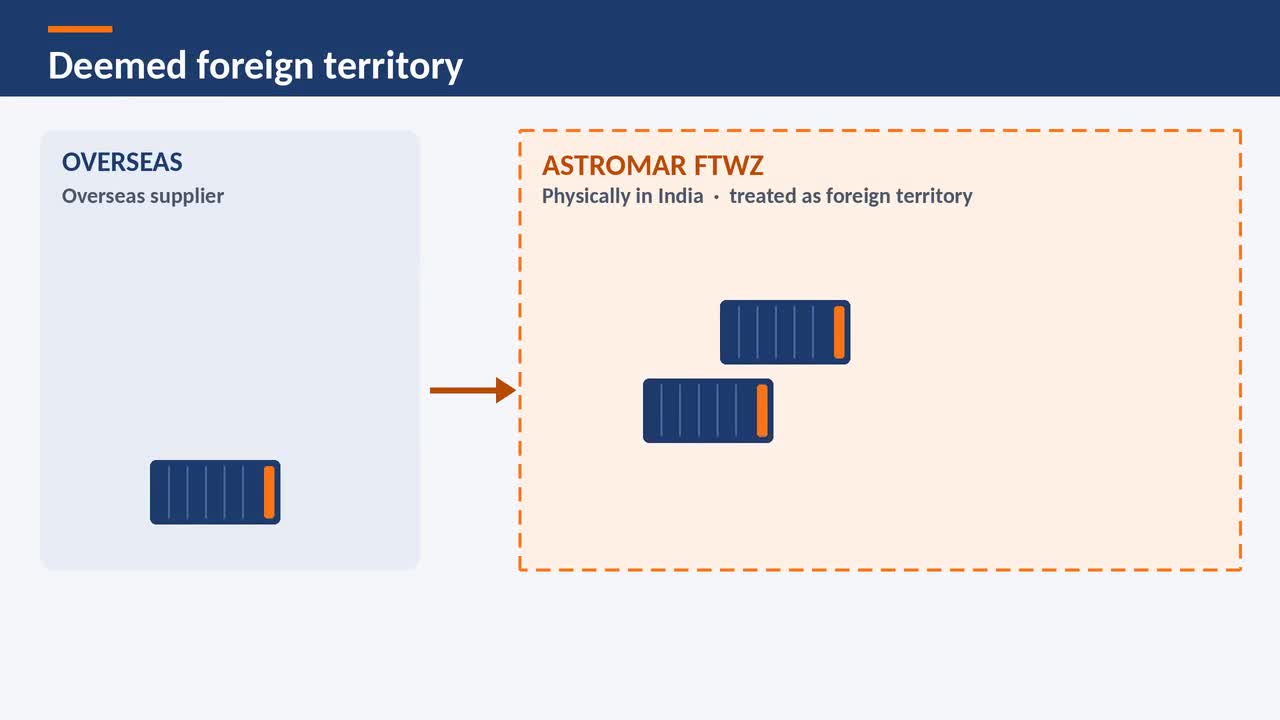 Deemed foreign territory
OVERSEAS
Overseas supplier
ASTROMAR FTWZ
Physically in India · treated as foreign territory